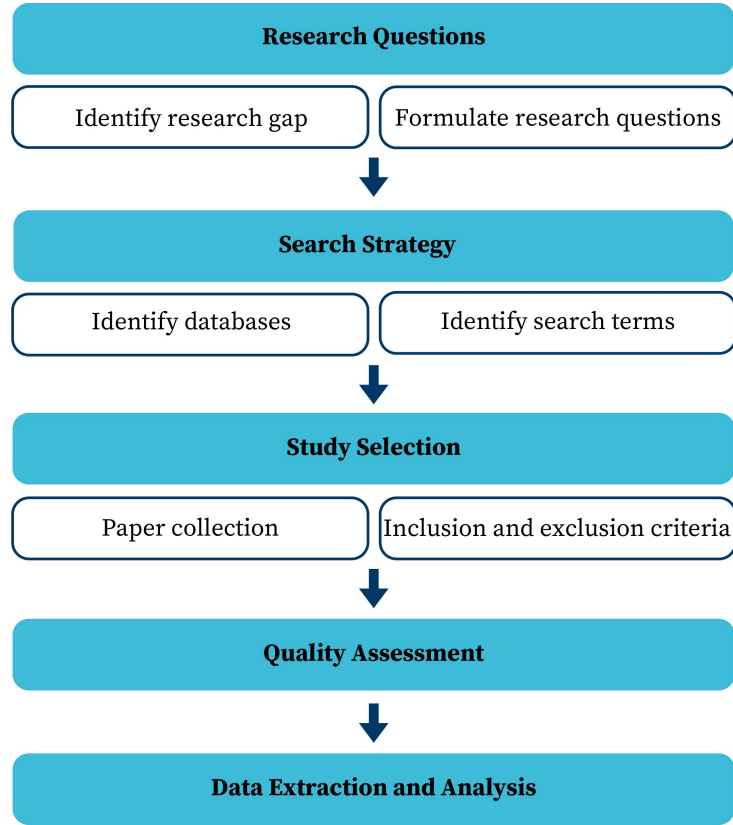 Research Questions
Identify research gap
Formulate research questions
Search Strategy
Identify databases
Identify search terms
Study Selection
Paper collection
Inclusion and exclusion criteria
Quality Assessment
Data Extraction and Analysis